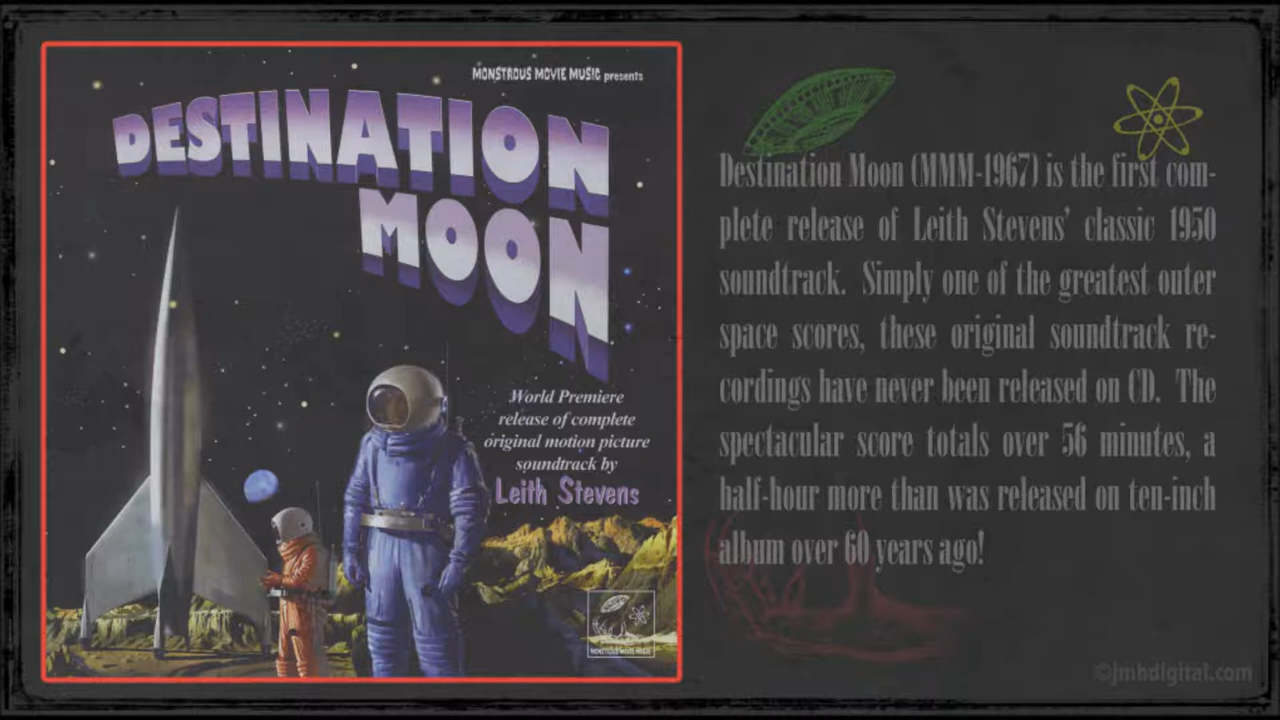 MONSTROUS MOVIE MUSIC presents
DESTINATION
MOON
World Premiere
release of complete
original motion picture
soundtrack by
Leith Stevens
MONSTROUS MOVIE MUSIC
Destination Moon (MMM-1967) is the first com-
plete release of Leith Stevens’ classic 1950
soundtrack. Simply one of the greatest outer
space scores, these original soundtrack re-
cordings have never been released on CD. The
spectacular score totals over 56 minutes, a
half-hour more than was released on ten-inch
album over 60 years ago!
©jmbdigital.com